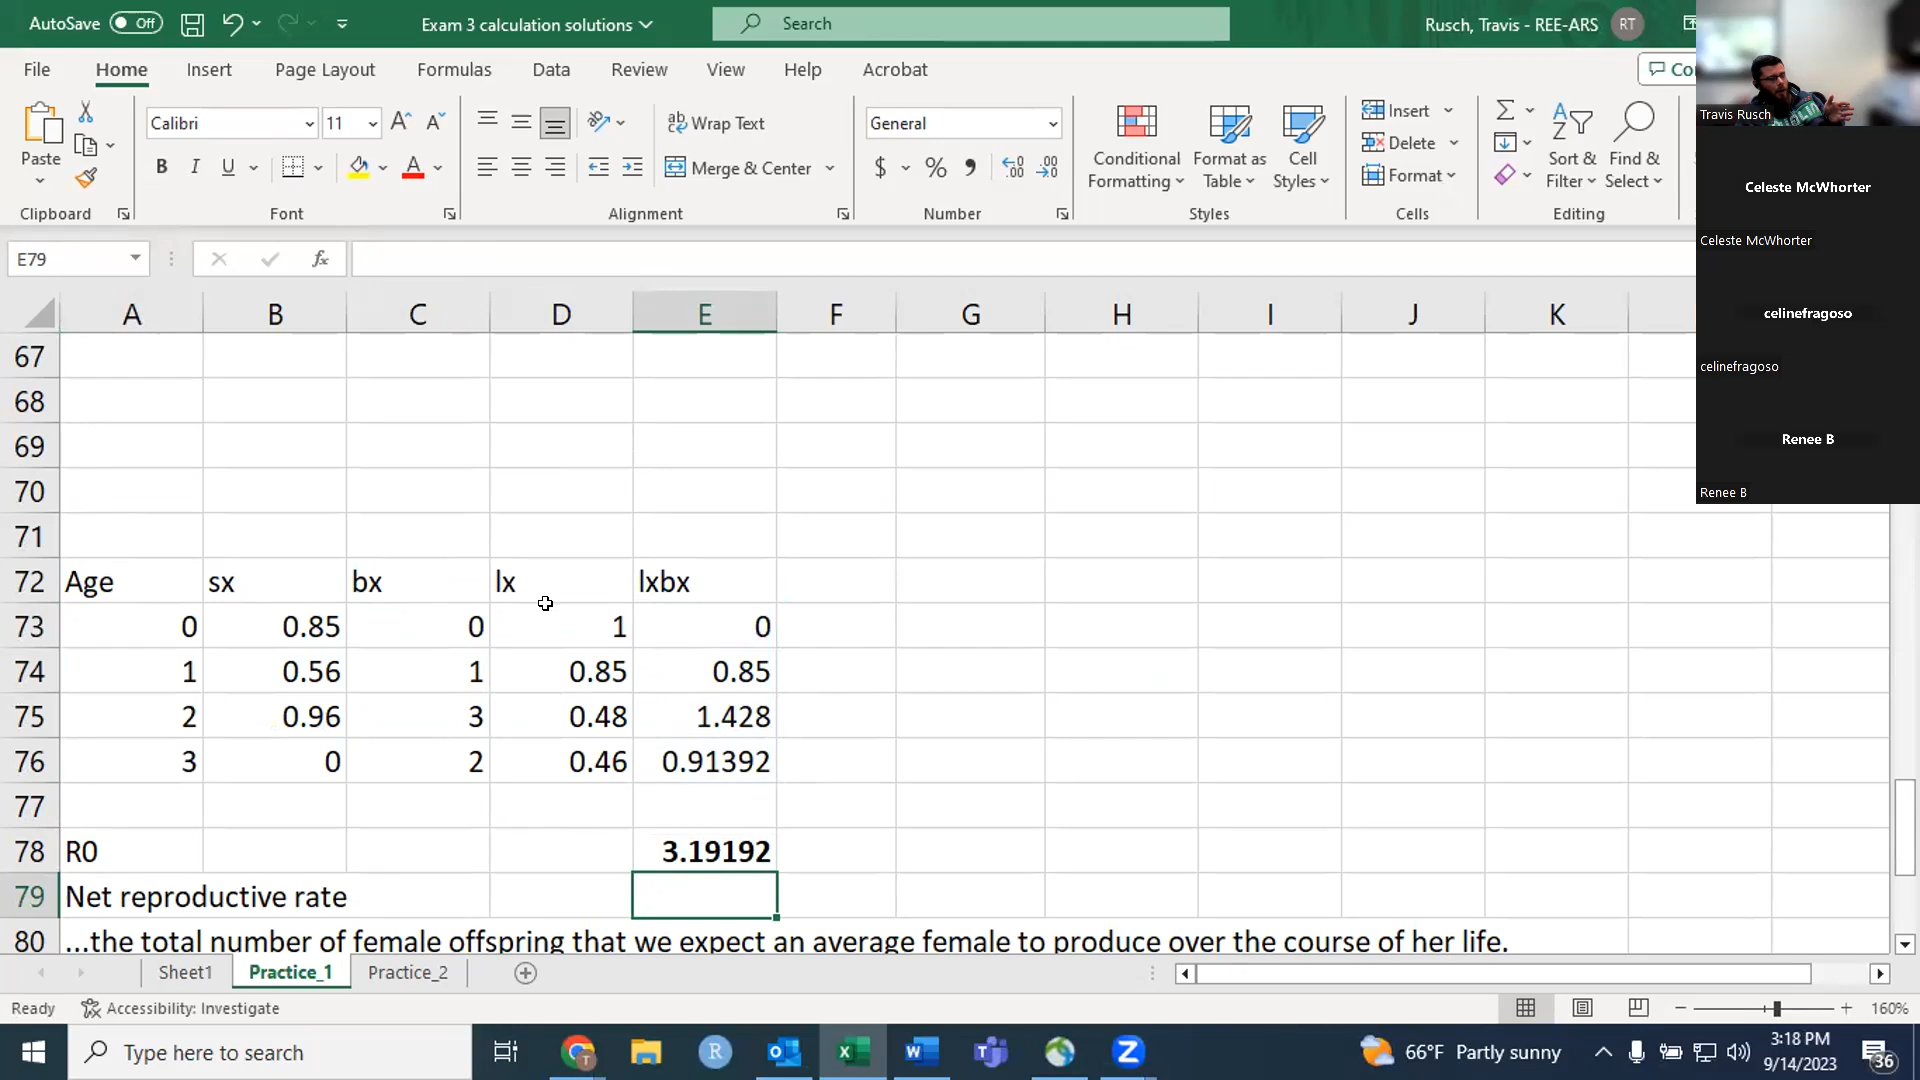 AutoSave Off Exam 3 calculation solutions Search Rusch, Travis - REE-ARS RT
File Home Insert Page Layout Formulas Data Review View Help Acrobat Co
Paste Calibri 11 Wrap Text General Conditional Formatting Format as Table Cell Styles Insert Sort & Filter Find & Select
B I U Merge & Center $ % Delete
Format
Clipboard Font Alignment Number Styles Cells Editing
E79 fx
A B C D E F G H I J K
67
68
69
70
71
72 Age sx bx lx lxbx
73 0 0.85 0 1 0
74 1 0.56 1 0.85 0.85
75 2 0.96 3 0.48 1.428
76 3 0 2 0.46 0.91392
77
78 R0 3.19192
79 Net reproductive rate
80 ...the total number of female offspring that we expect an average female to produce over the course of her life.
Sheet1 Practice_1 Practice_2
Ready Accessibility: Investigate 160%
Type here to search 66°F Partly sunny 3:18 PM
9/14/2023 36
Travis Rusch
Celeste McWhorter
Celeste McWhorter
celinefragoso
celinefragoso
Renee B
Renee B